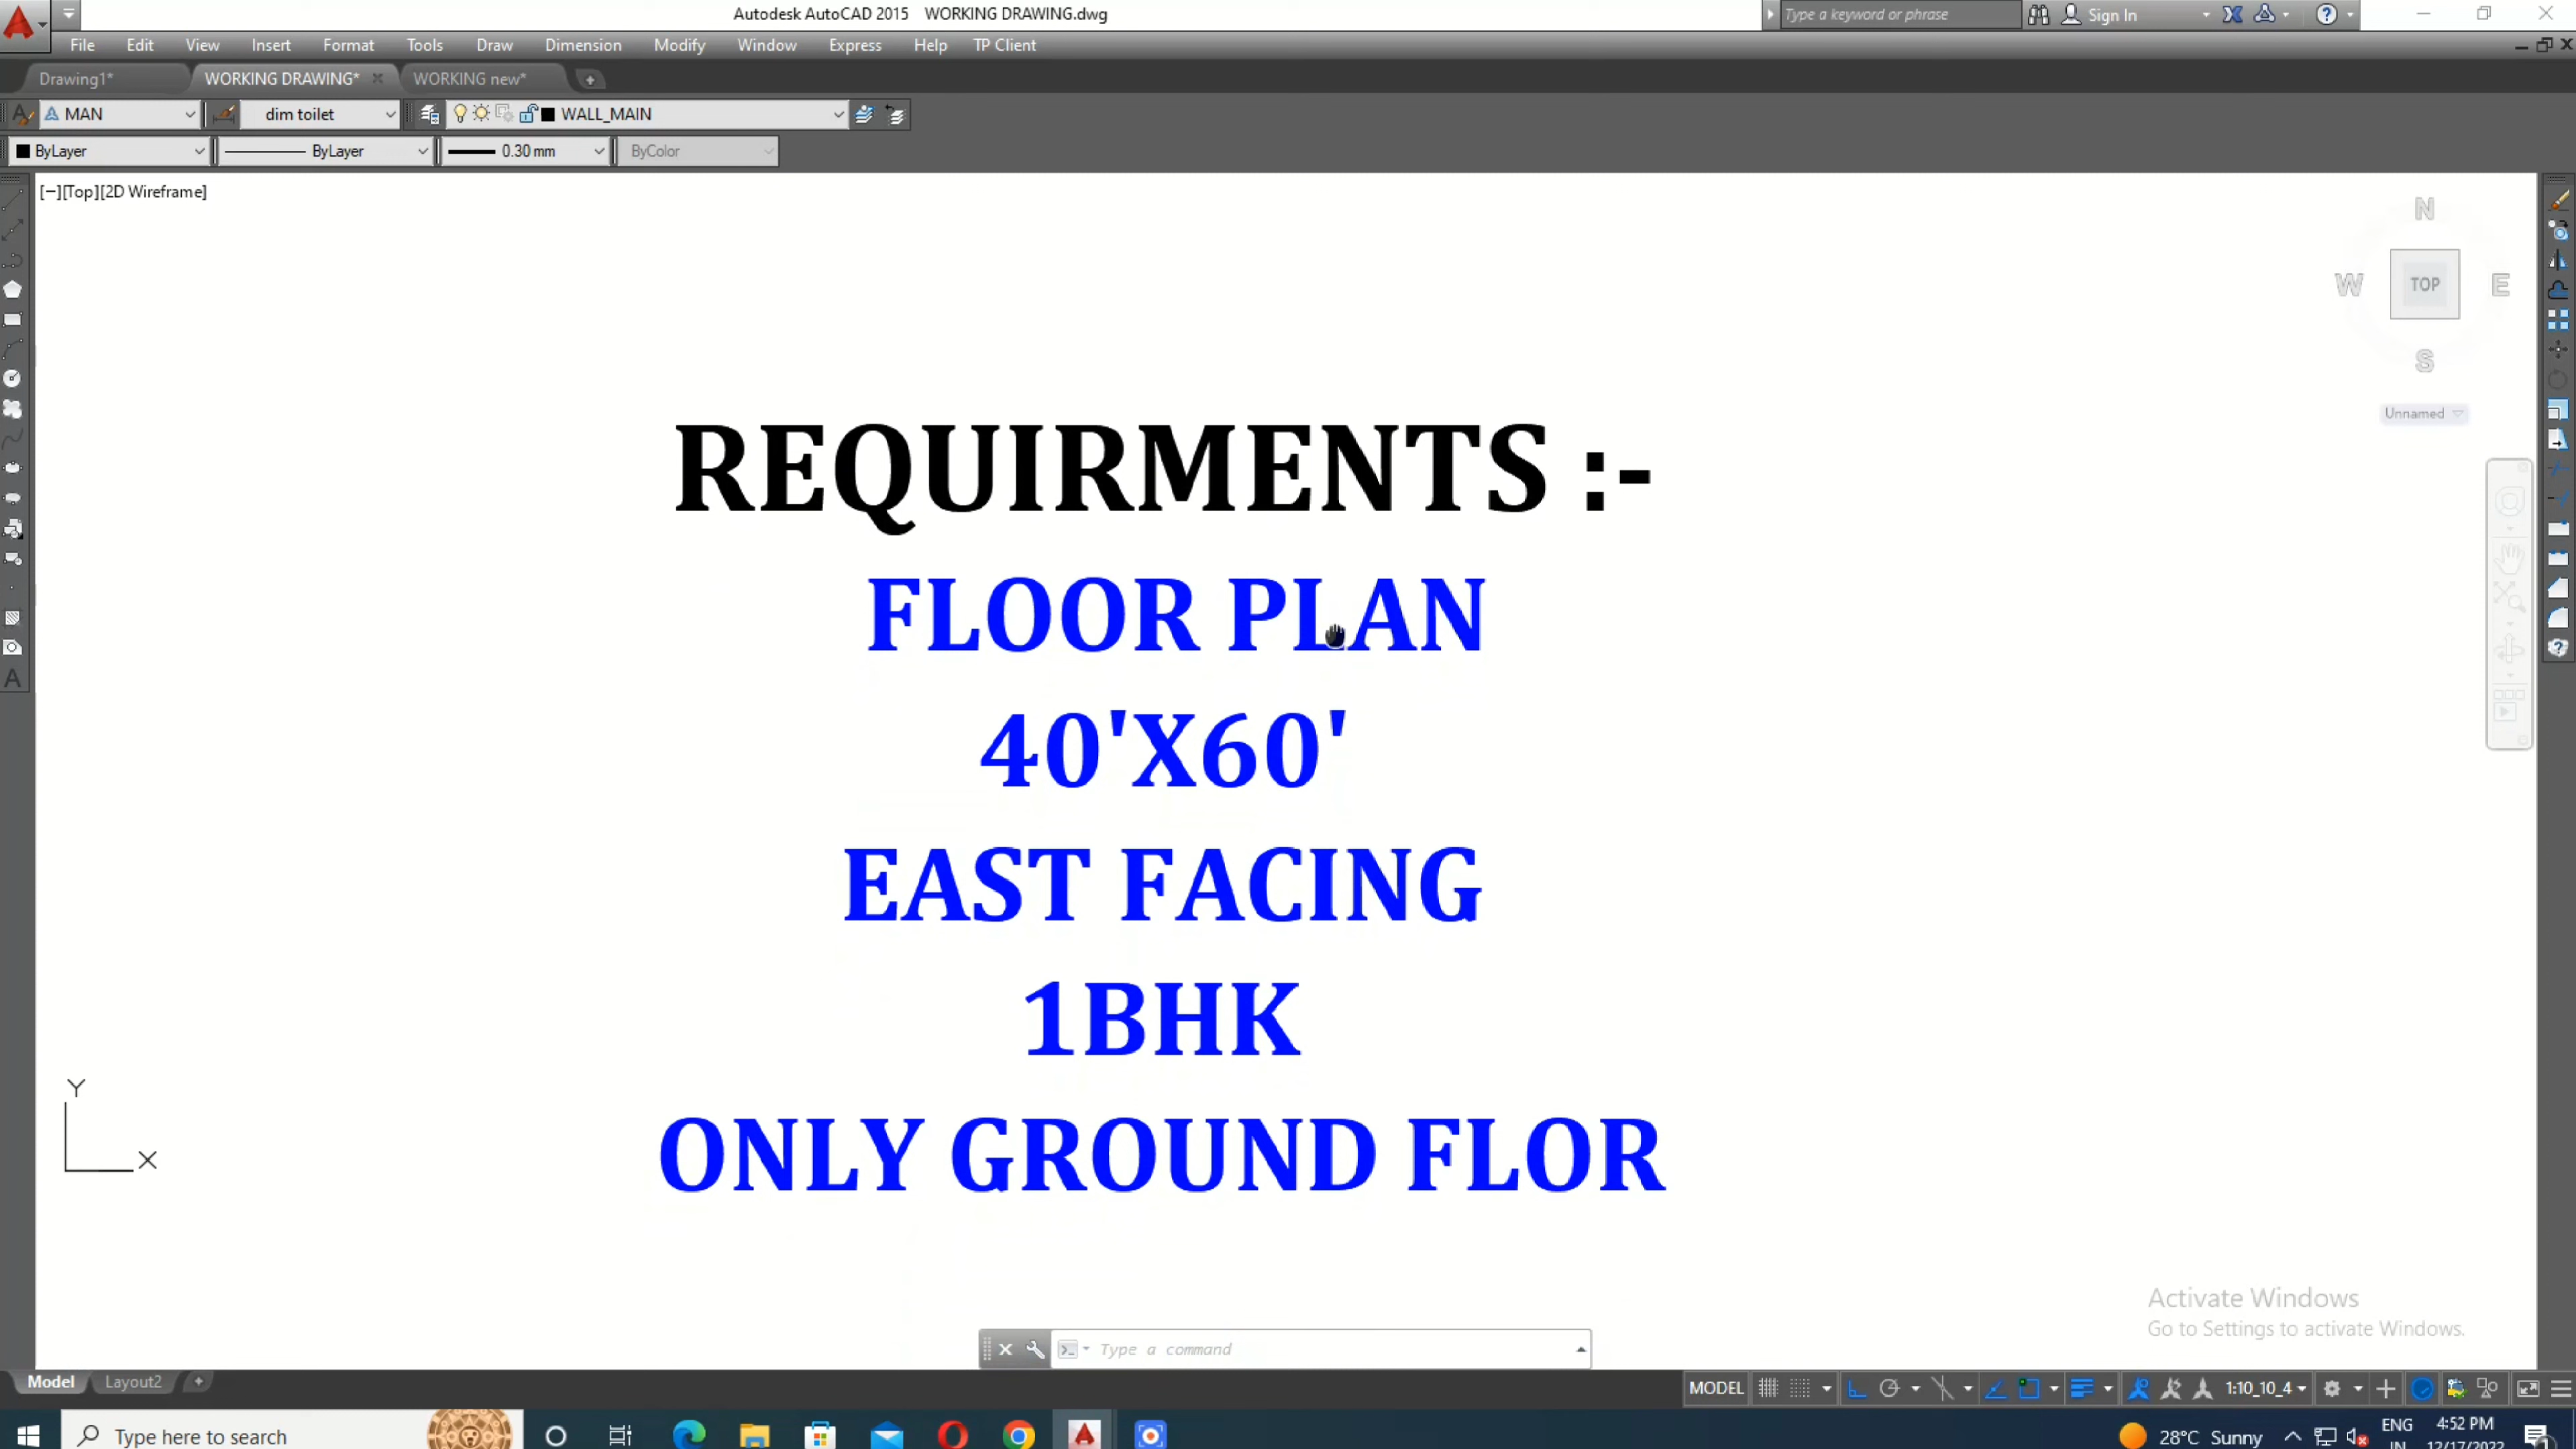 Autodesk AutoCAD 2015 WORKING DRAWING.dwg
Type a keyword or phrase
Sign In
File Edit View Insert Format Tools Draw Dimension Modify Window Express Help TP Client
Drawing1* WORKING DRAWING* WORKING new*
MAN dim toilet WALL_MAIN
ByLayer ByLayer 0.30 mm ByColor
[−][Top][2D Wireframe]
N
W TOP E
S
Unnamed
REQUIRMENTS :-
FLOOR PLAN
40'X60'
EAST FACING
1BHK
ONLY GROUND FLOR
Y
X
Activate Windows
Go to Settings to activate Windows.
Type a command
Model Layout2
MODEL 1:10_10_4
Type here to search
28°C Sunny
ENG
IN
4:52 PM
12/17/2022